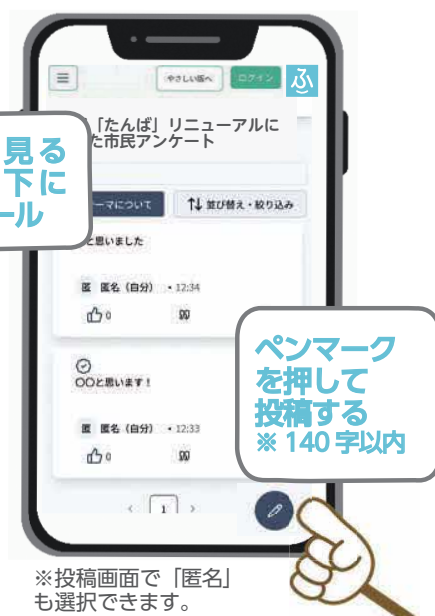 やさしい版へ
ログイン
ふ
「たんば」リニューアルに
た市民アンケート
見る
下に
ール
ーマについて
↑↓ 並び替え・絞り込み
と思いました
匿 匿名（自分） • 12:34
0
〇〇と思います！
匿 匿名（自分） • 12:33
0
ペンマーク
を押して
投稿する
※ 140 字以内
‹ 1 ›
※投稿画面で「匿名」
も選択できます。